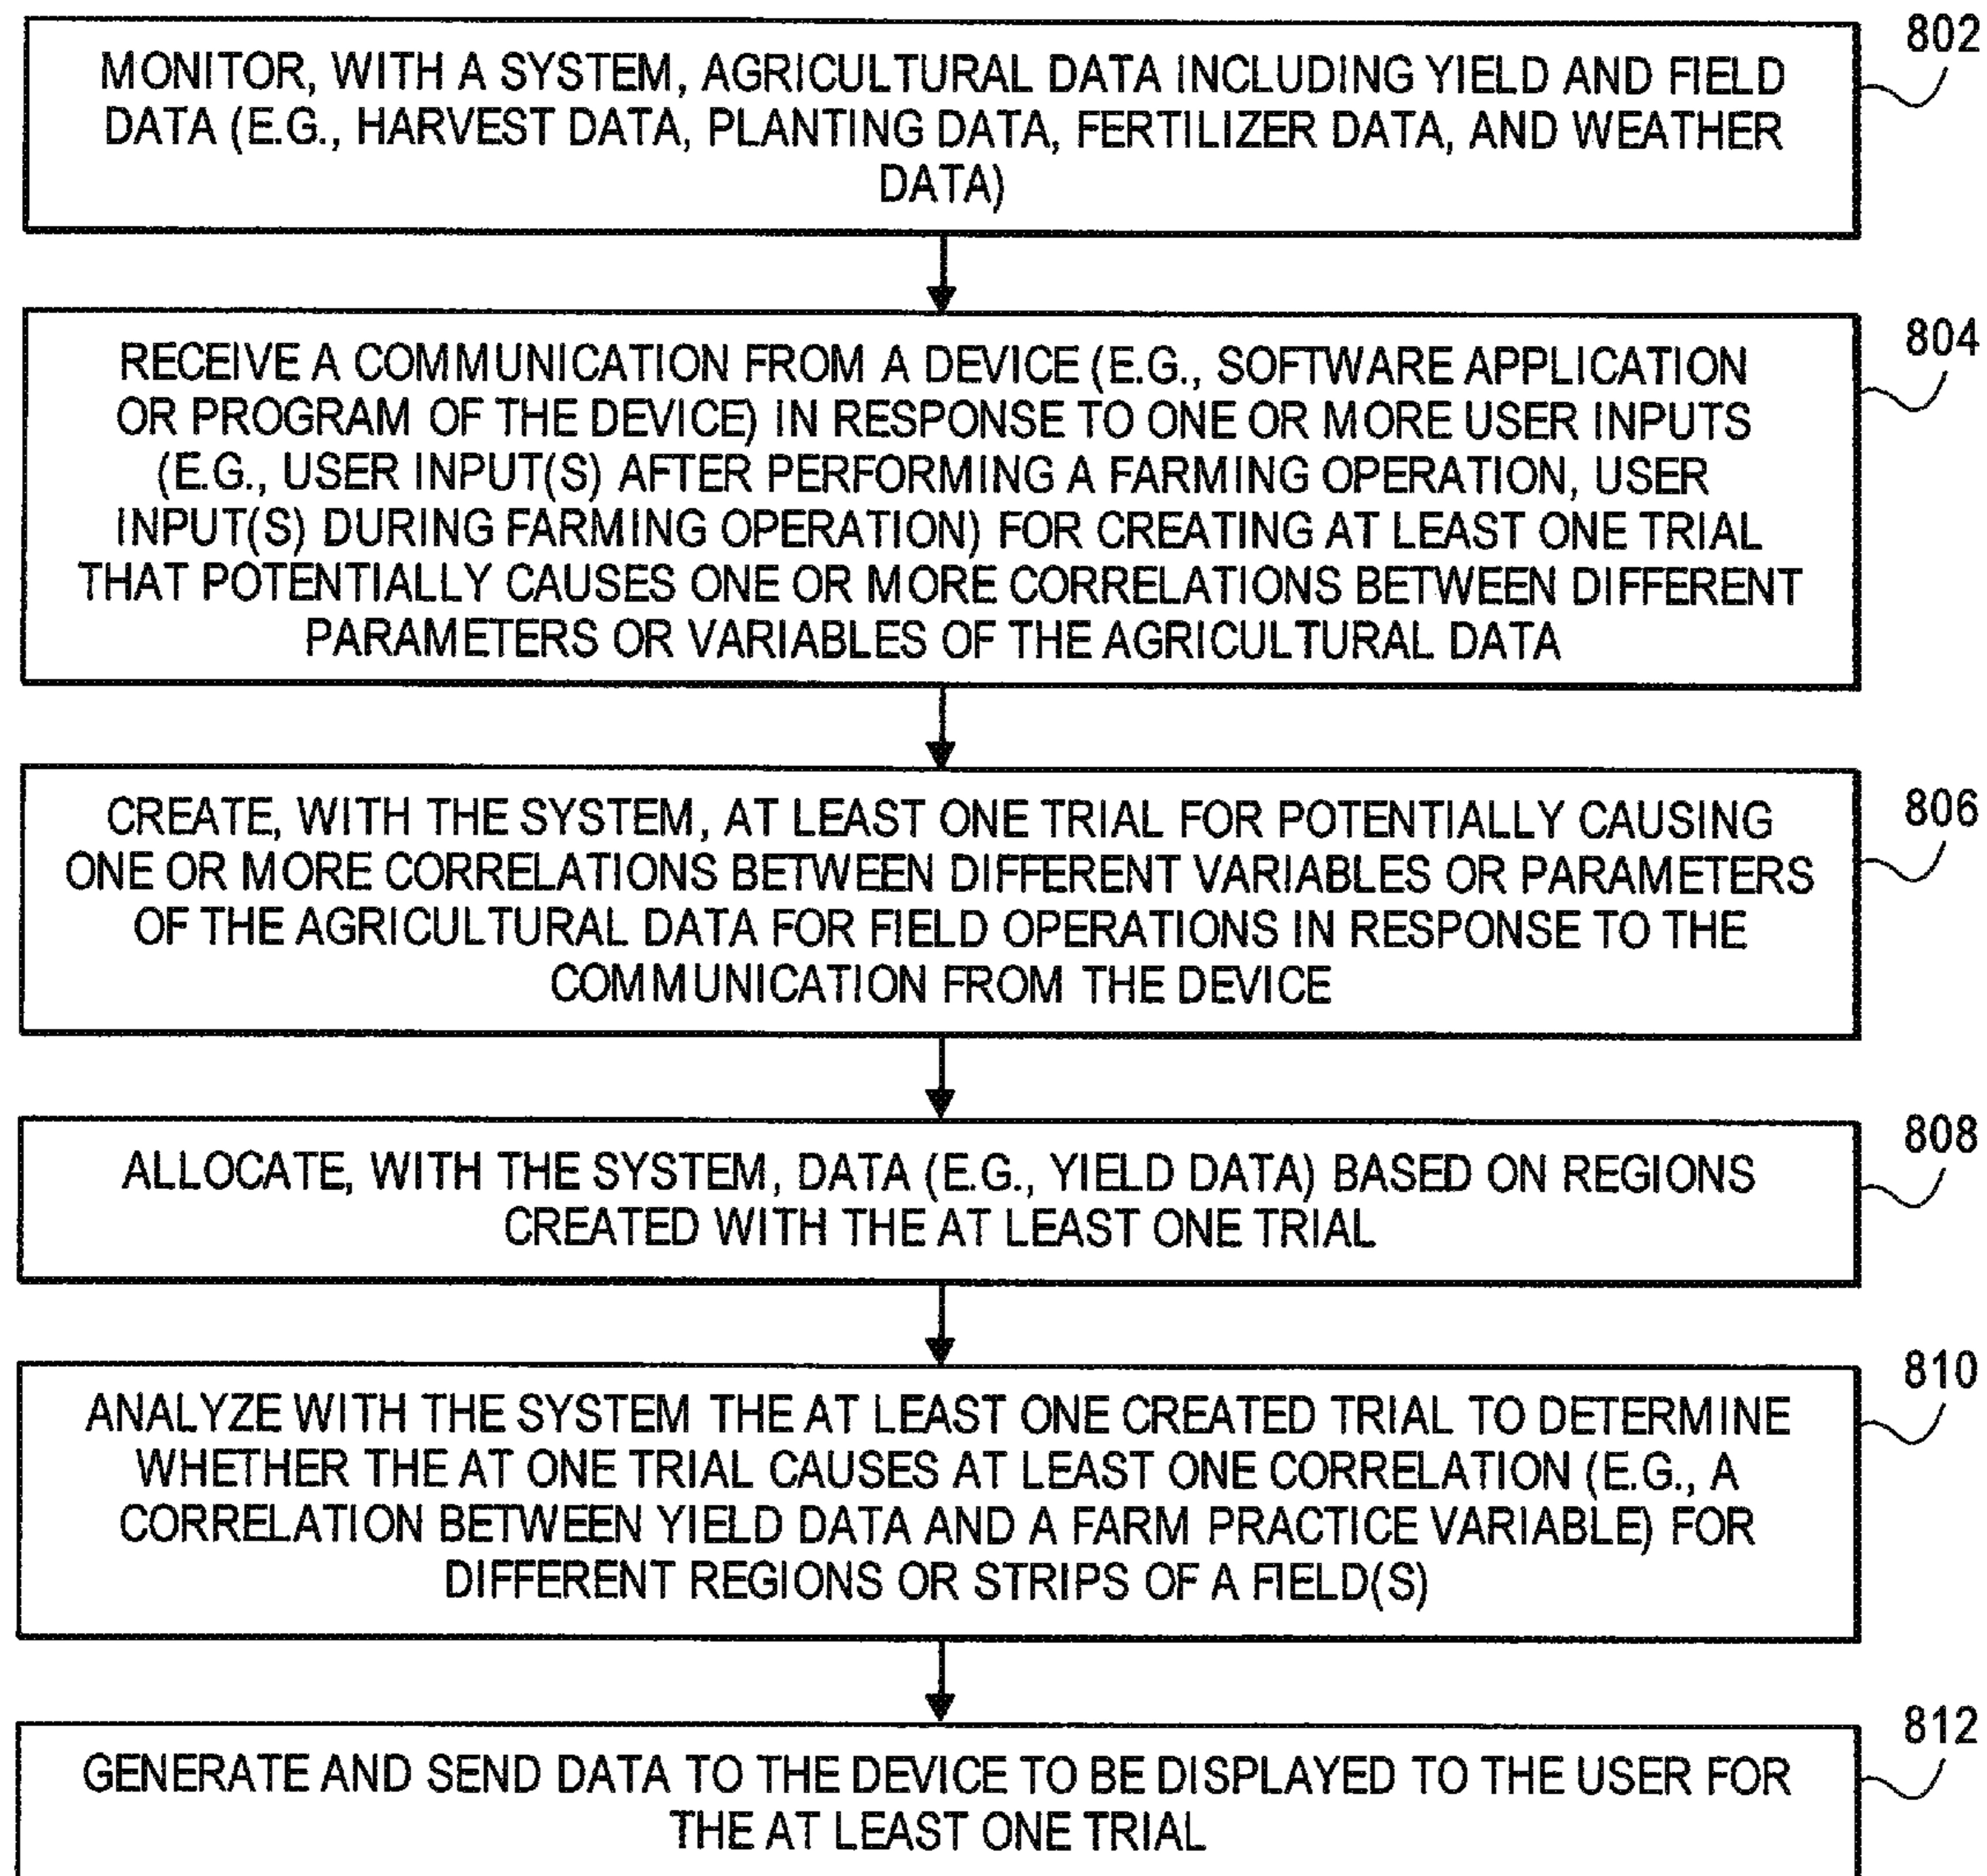 802
MONITOR, WITH A SYSTEM, AGRICULTURAL DATA INCLUDING YIELD AND FIELD
DATA (E.G., HARVEST DATA, PLANTING DATA, FERTILIZER DATA, AND WEATHER
DATA)
804
RECEIVE A COMMUNICATION FROM A DEVICE (E.G., SOFTWARE APPLICATION
OR PROGRAM OF THE DEVICE) IN RESPONSE TO ONE OR MORE USER INPUTS
(E.G., USER INPUT(S) AFTER PERFORMING A FARMING OPERATION, USER
INPUT(S) DURING FARMING OPERATION) FOR CREATING AT LEAST ONE TRIAL
THAT POTENTIALLY CAUSES ONE OR MORE CORRELATIONS BETWEEN DIFFERENT
PARAMETERS OR VARIABLES OF THE AGRICULTURAL DATA
806
CREATE, WITH THE SYSTEM, AT LEAST ONE TRIAL FOR POTENTIALLY CAUSING
ONE OR MORE CORRELATIONS BETWEEN DIFFERENT VARIABLES OR PARAMETERS
OF THE AGRICULTURAL DATA FOR FIELD OPERATIONS IN RESPONSE TO THE
COMMUNICATION FROM THE DEVICE
808
ALLOCATE, WITH THE SYSTEM, DATA (E.G., YIELD DATA) BASED ON REGIONS
CREATED WITH THE AT LEAST ONE TRIAL
810
ANALYZE WITH THE SYSTEM THE AT LEAST ONE CREATED TRIAL TO DETERMINE
WHETHER THE AT ONE TRIAL CAUSES AT LEAST ONE CORRELATION (E.G., A
CORRELATION BETWEEN YIELD DATA AND A FARM PRACTICE VARIABLE) FOR
DIFFERENT REGIONS OR STRIPS OF A FIELD(S)
812
GENERATE AND SEND DATA TO THE DEVICE TO BE DISPLAYED TO THE USER FOR
THE AT LEAST ONE TRIAL